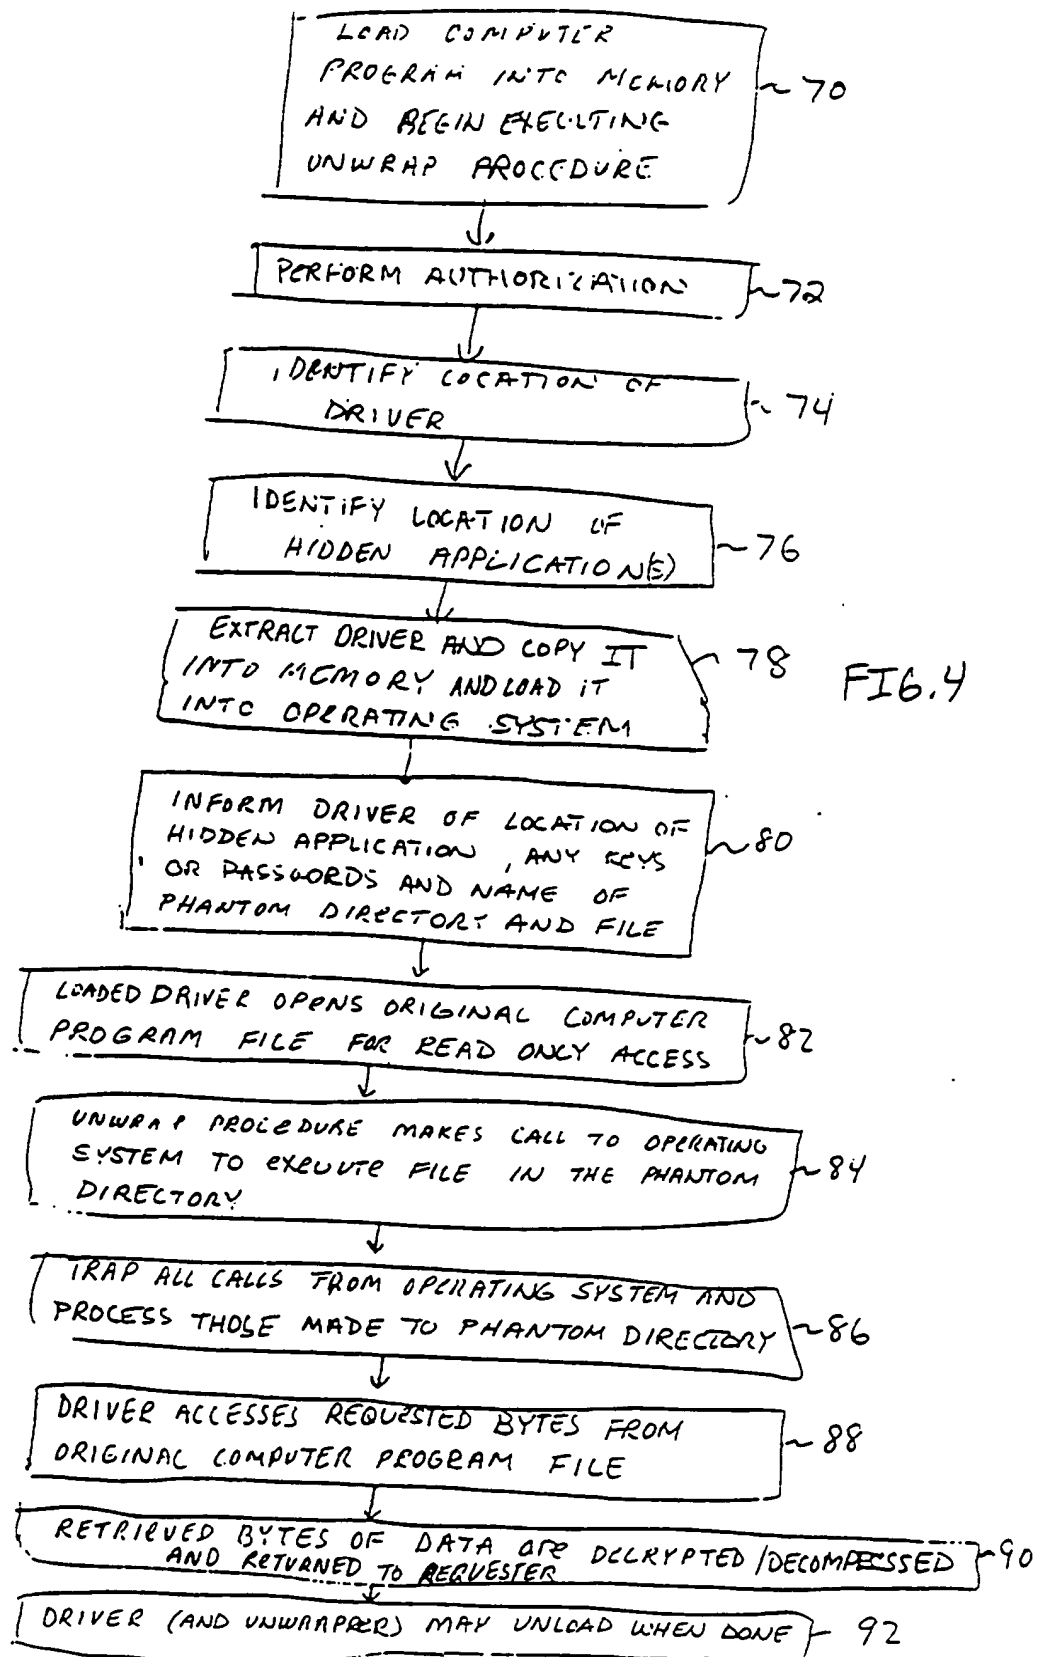 LOAD COMPUTER
PROGRAM INTO MEMORY
AND BEGIN EXECUTING
UNWRAP PROCEDURE
70
PERFORM AUTHORIZATION
72
IDENTIFY LOCATION OF
DRIVER
74
IDENTIFY LOCATION OF
HIDDEN APPLICATION(S)
76
EXTRACT DRIVER AND COPY IT
INTO MEMORY AND LOAD IT
INTO OPERATING SYSTEM
78
FIG.4
INFORM DRIVER OF LOCATION OF
HIDDEN APPLICATION, ANY KEYS
OR PASSWORDS AND NAME OF
PHANTOM DIRECTORY AND FILE
80
LOADED DRIVER OPENS ORIGINAL COMPUTER
PROGRAM FILE FOR READ ONLY ACCESS
82
UNWRAP PROCEDURE MAKES CALL TO OPERATING
SYSTEM TO EXECUTE FILE IN THE PHANTOM
DIRECTORY
84
TRAP ALL CALLS FROM OPERATING SYSTEM AND
PROCESS THOSE MADE TO PHANTOM DIRECTORY
86
DRIVER ACCESSES REQUESTED BYTES FROM
ORIGINAL COMPUTER PROGRAM FILE
88
RETRIEVED BYTES OF DATA ARE DECRYPTED/DECOMPRESSED
AND RETURNED TO REQUESTER
90
DRIVER (AND UNWRAPPER) MAY UNLOAD WHEN DONE
92